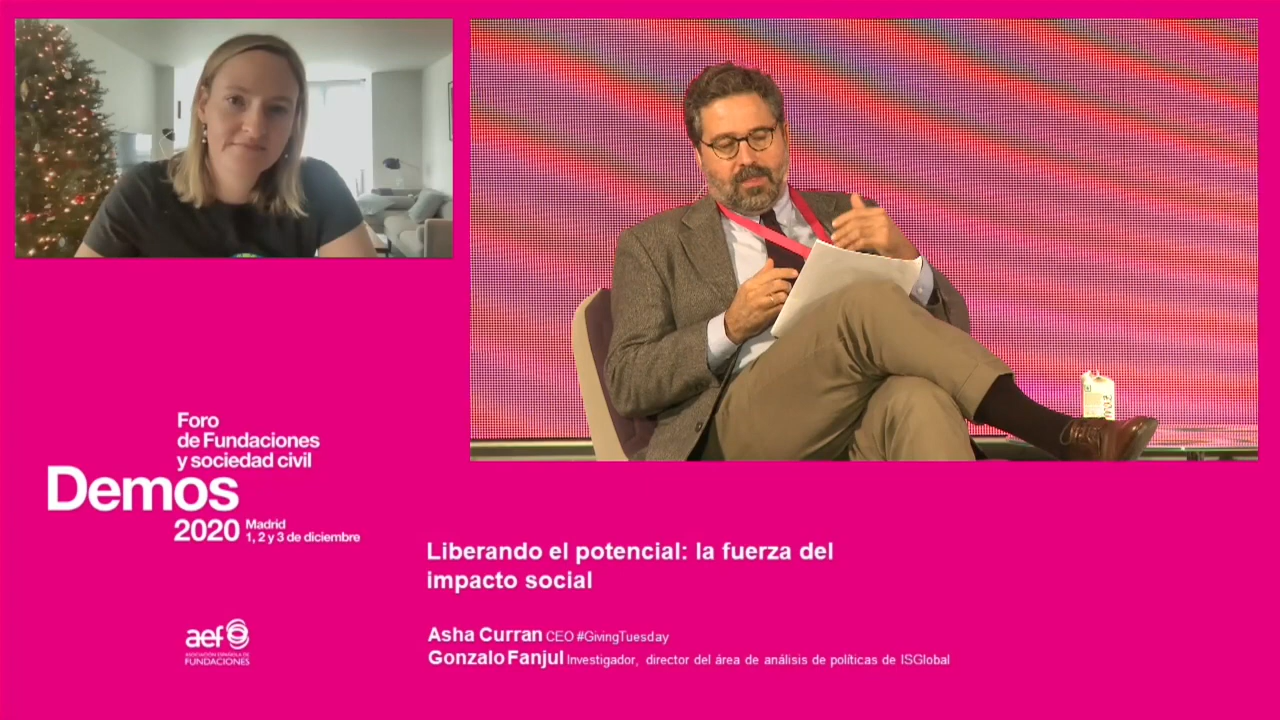 Foro
de Fundaciones
y sociedad civil
Demos
2020 Madrid
1, 2 y 3 de diciembre
Liberando el potencial: la fuerza del
impacto social
aef
ASOCIACIÓN ESPAÑOLA DE
FUNDACIONES
Asha Curran CEO #GivingTuesday
Gonzalo Fanjul Investigador, director del área de análisis de políticas de ISGlobal